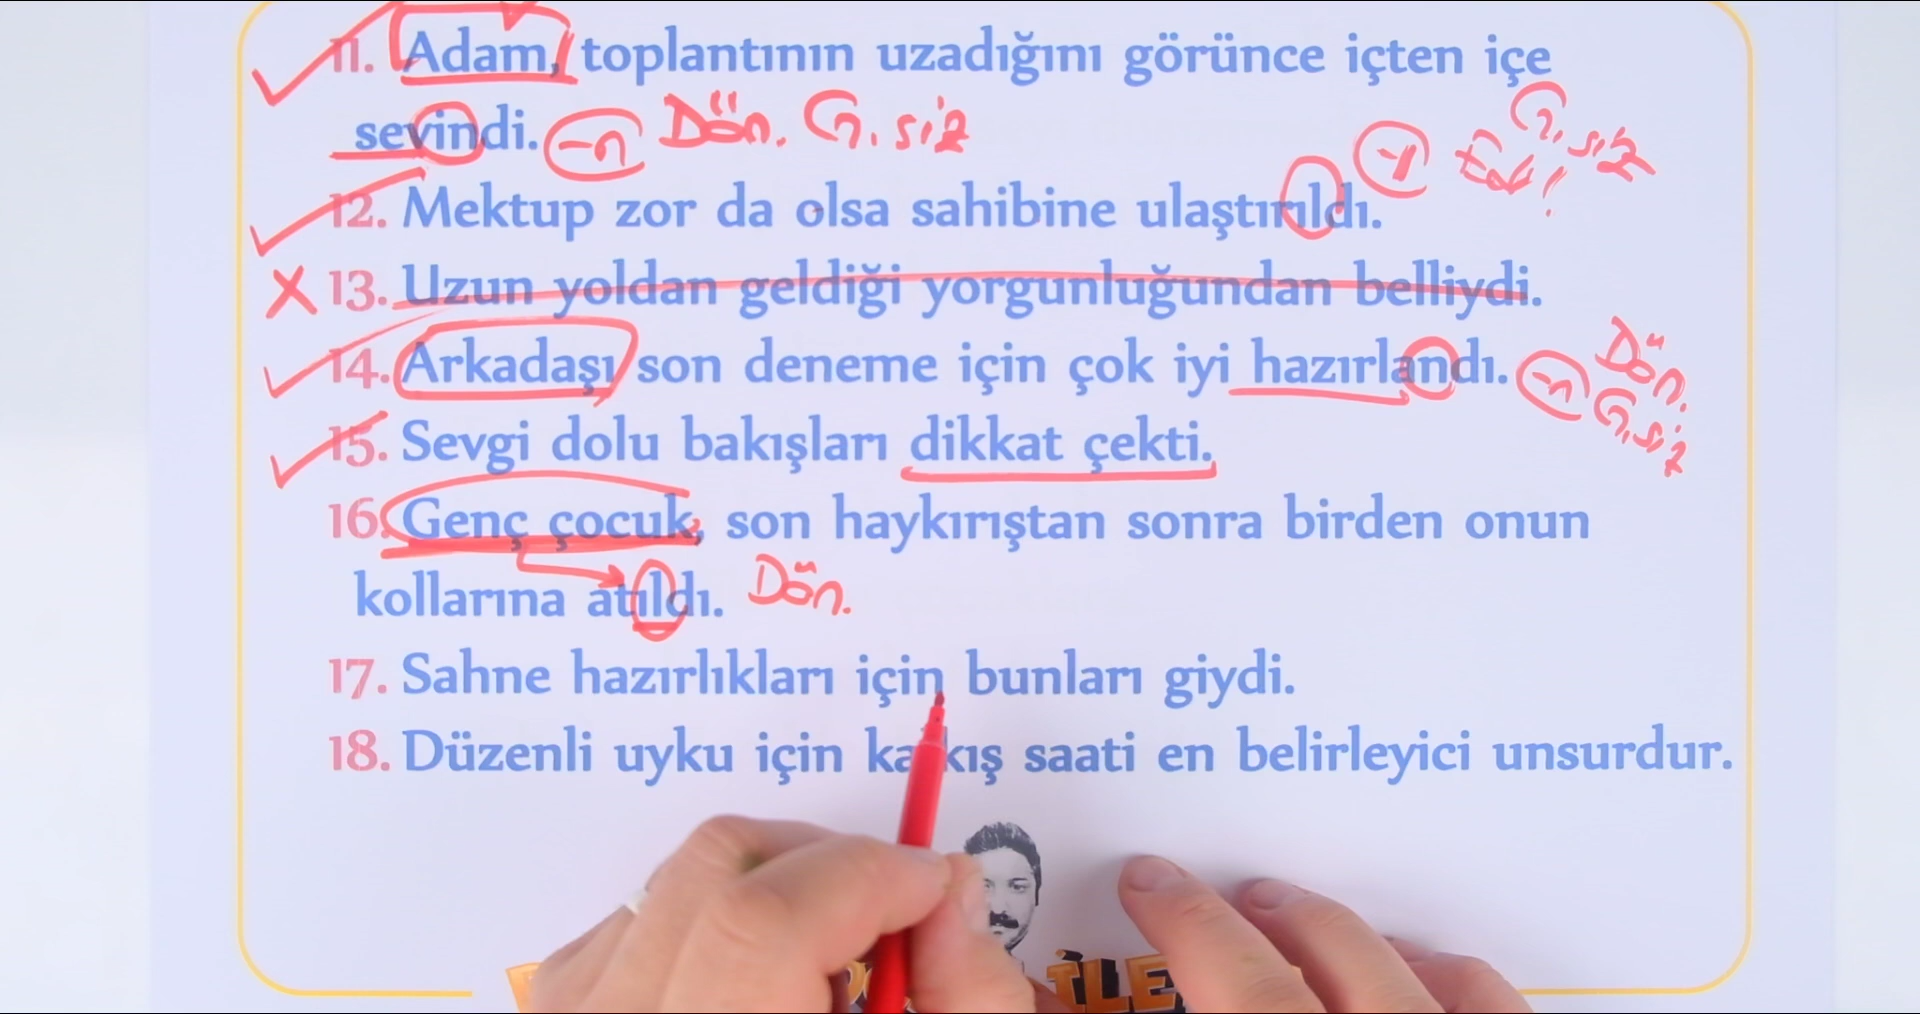 11. Adam, toplantının uzadığını görünce içten içe
sevindi. -n Dön. G. siz
12. Mektup zor da olsa sahibine ulaştırıldı. -l Ed! G. siz
13. Uzun yoldan geldiği yorgunluğundan belliydi.
14. Arkadaşı son deneme için çok iyi hazırlandı. -n Dön. G. siz
15. Sevgi dolu bakışları dikkat çekti.
16. Genç çocuk, son haykırıştan sonra birden onun
kollarına atıldı. Dön.
17. Sahne hazırlıkları için bunları giydi.
18. Düzenli uyku için kalkış saati en belirleyici unsurdur.
İLE